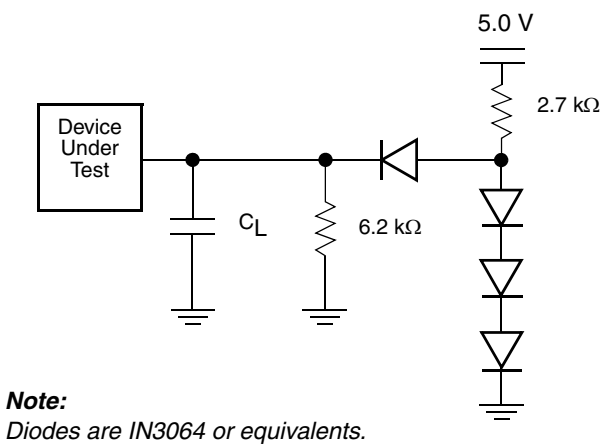 5.0 V
2.7 kΩ
Device
Under
Test
CL
6.2 kΩ
Note:
Diodes are IN3064 or equivalents.